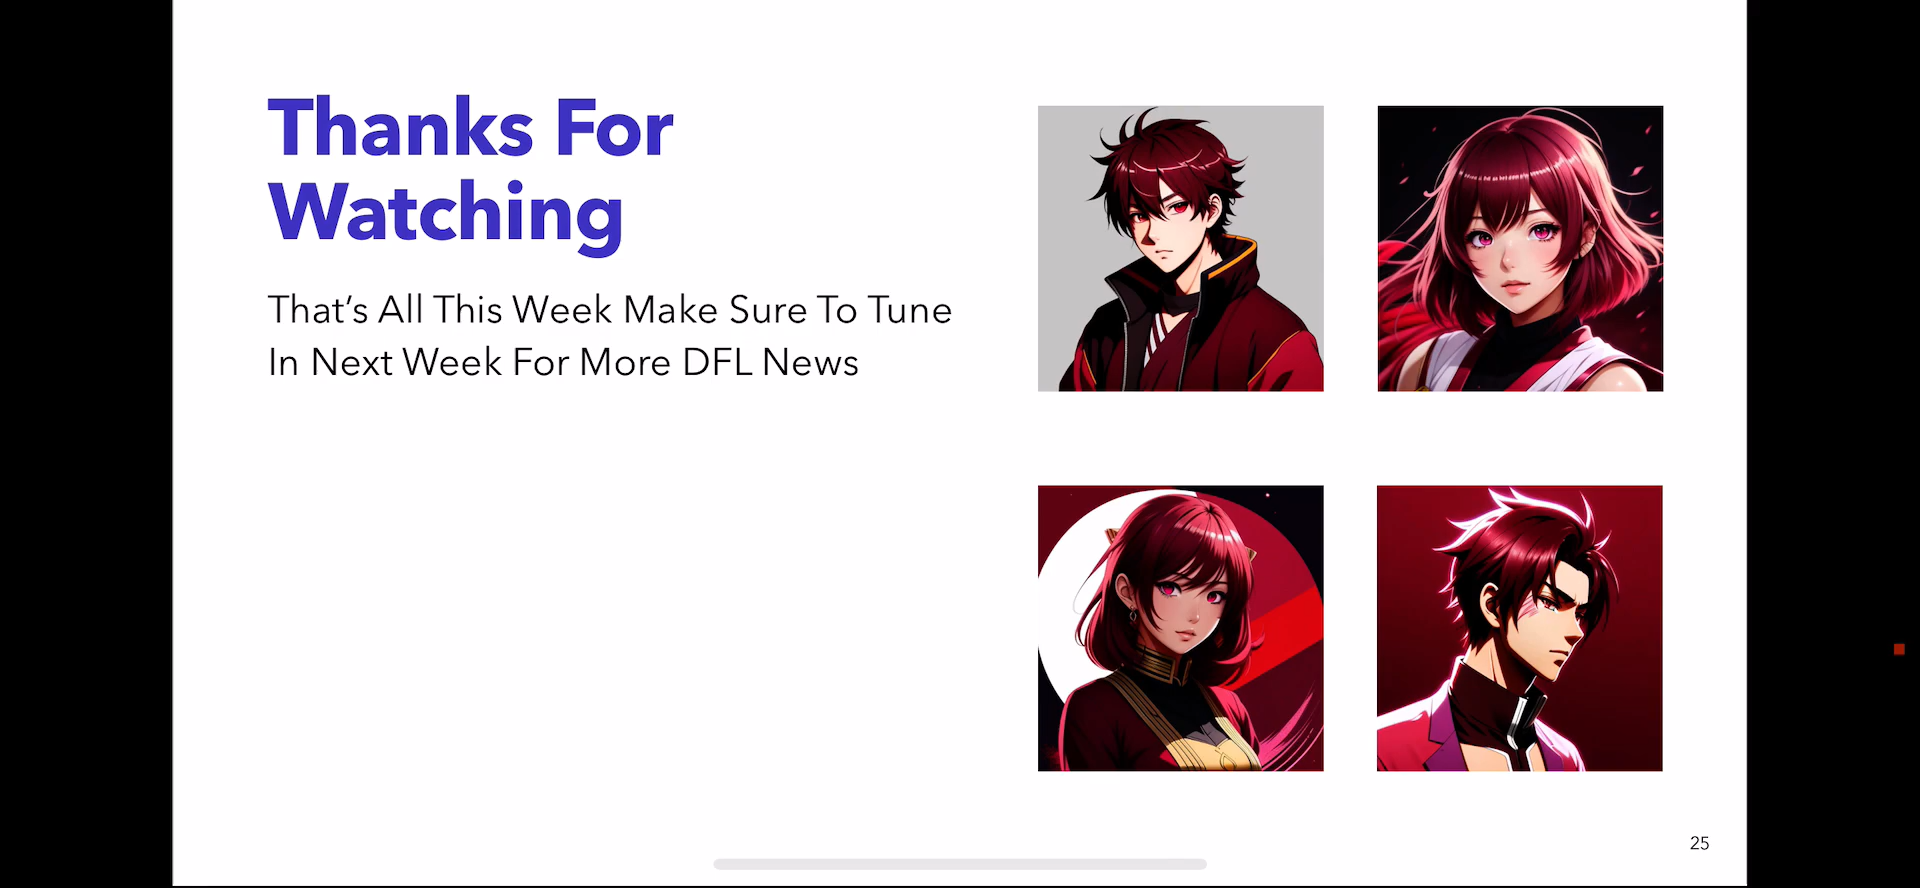 Thanks For
Watching
That’s All This Week Make Sure To Tune
In Next Week For More DFL News
25